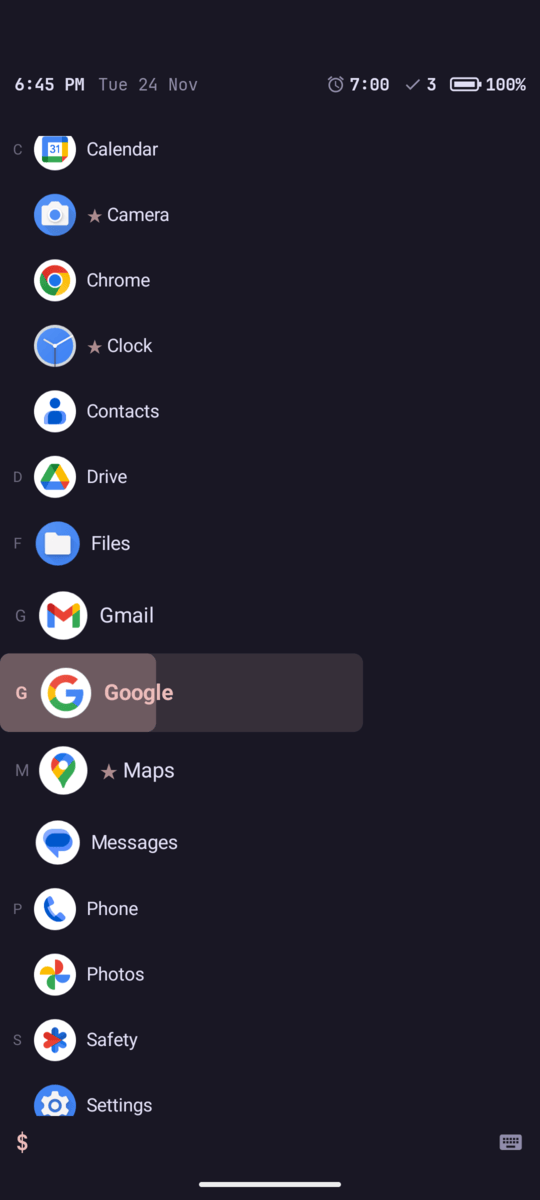 6:45 PM Tue 24 Nov 7:00 3 100%
C 31 Calendar
★ Camera
Chrome
★ Clock
Contacts
D Drive
F Files
G Gmail
G Google
M ★ Maps
Messages
P Phone
Photos
S Safety
Settings
$